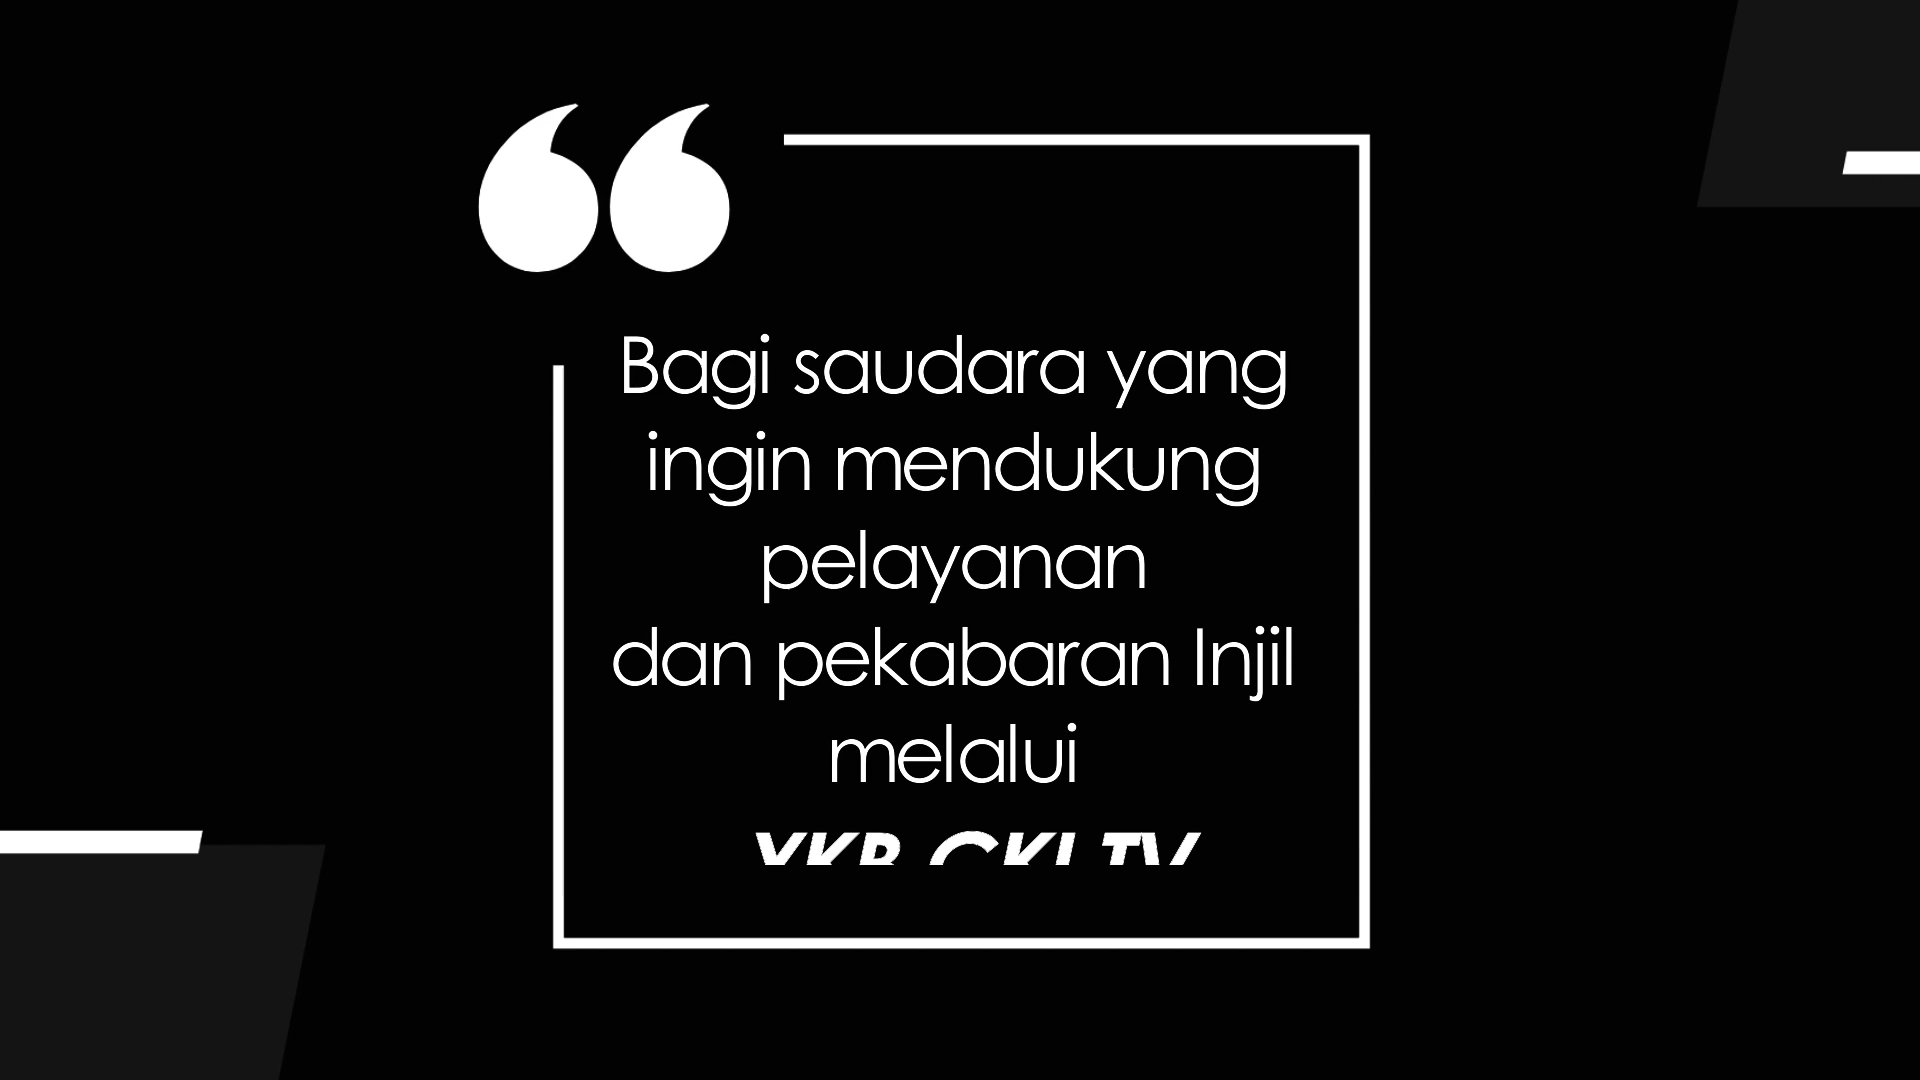 Bagi saudara yang
ingin mendukung
pelayanan
dan pekabaran Injil
melalui